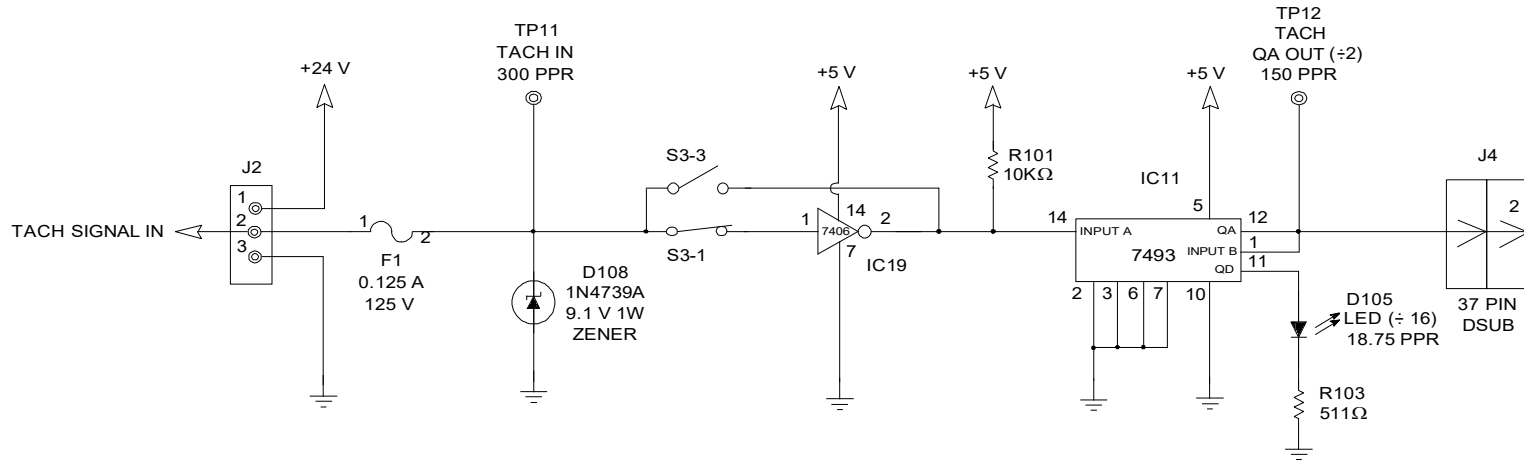 TP11
TACH IN
300 PPR
TP12
TACH
QA OUT (÷2)
150 PPR
+24 V
+5 V
+5 V
+5 V
J2
1
2
3
TACH SIGNAL IN
1
2
F1
0.125 A
125 V
D108
1N4739A
9.1 V 1W
ZENER
S3-3
S3-1
1
14
7406
2
7
IC19
R101
10KΩ
IC11
14
5
12
1
11
INPUT A
QA
INPUT B
QD
7493
2
3
6
7
10
D105
LED (÷ 16)
18.75 PPR
R103
511Ω
J4
2
37 PIN
DSUB